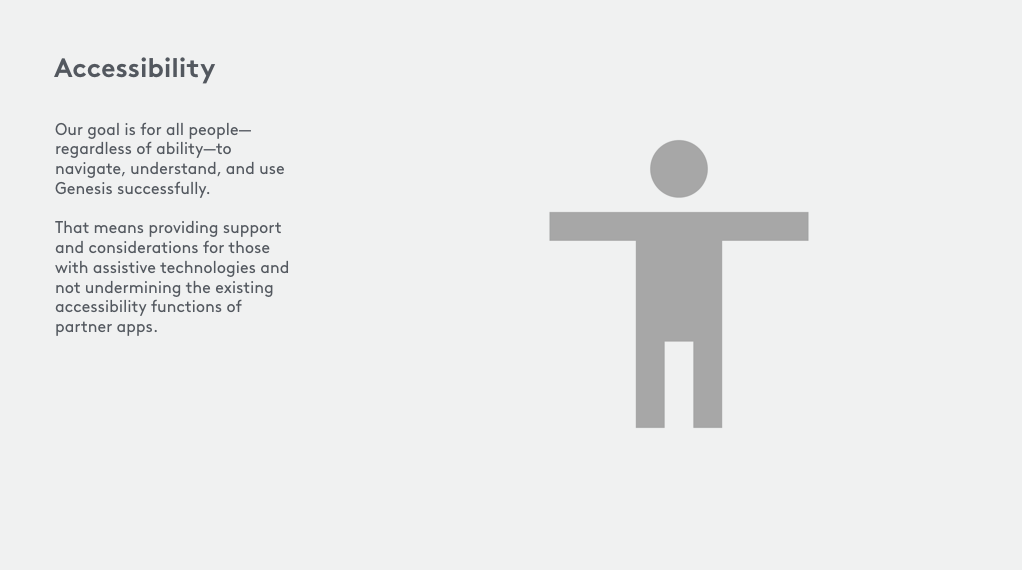 Accessibility
Our goal is for all people—
regardless of ability—to
navigate, understand, and use
Genesis successfully.
That means providing support
and considerations for those
with assistive technologies and
not undermining the existing
accessibility functions of
partner apps.